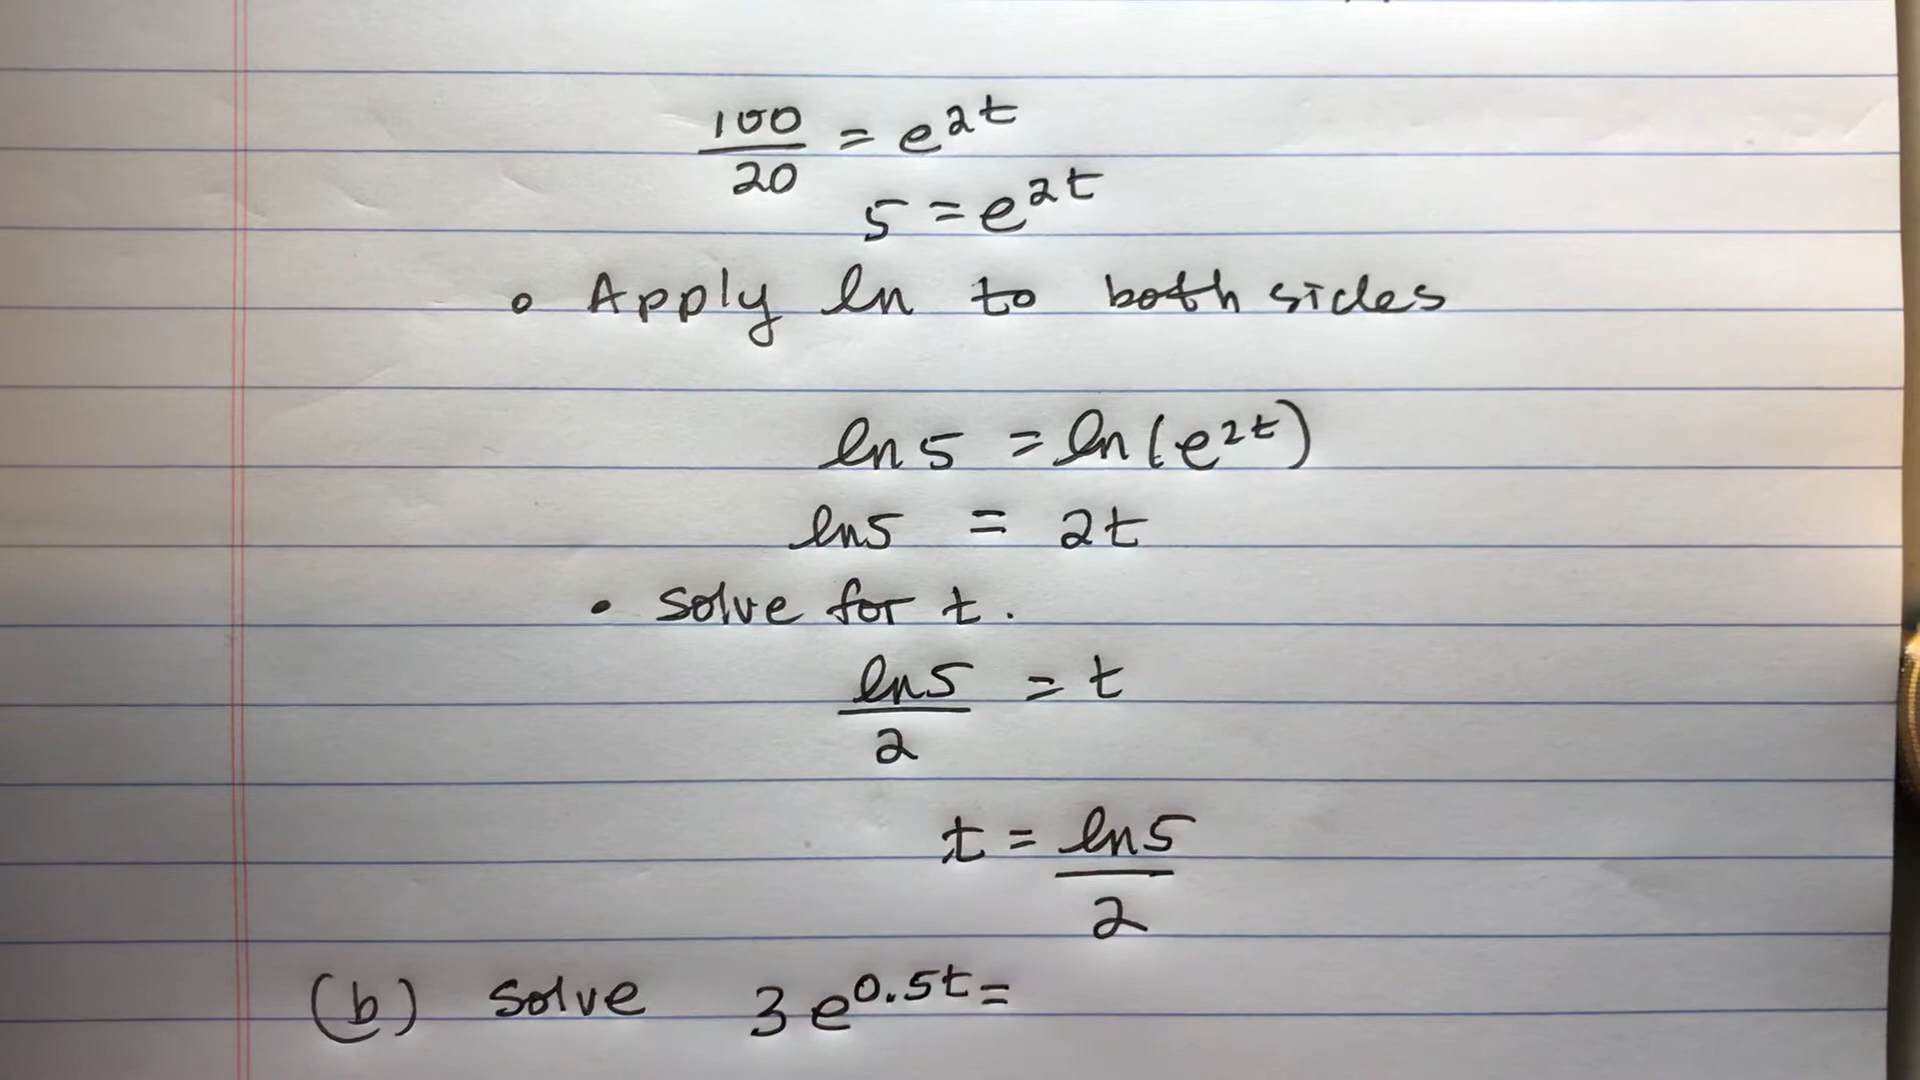 100/20 = e^2t
5 = e^2t
∘ Apply ln to both sides
ln 5 = ln(e^2t)
ln5 = 2t
• solve for t.
ln5/2 = t
t = ln5/2
(b) Solve 3e^0.5t =